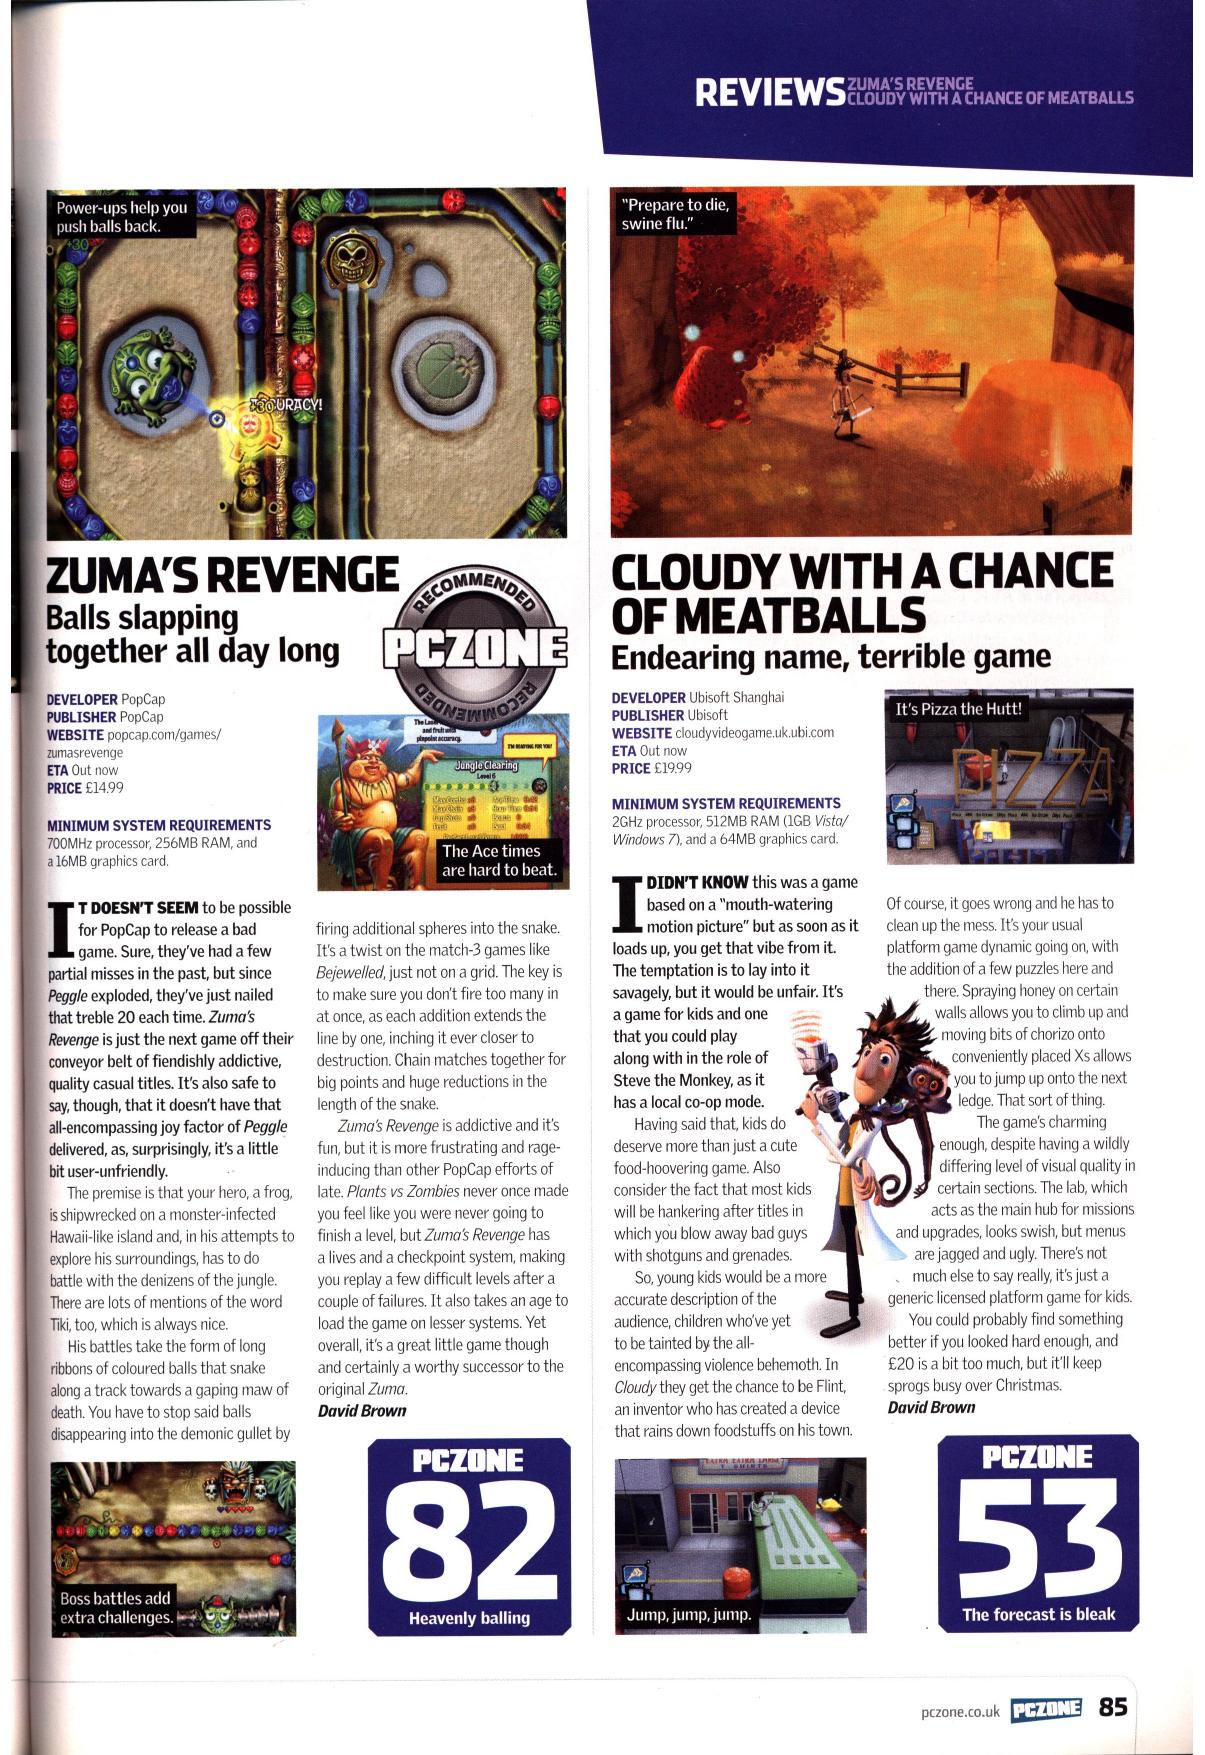 REVIEWS ZUMA'S REVENGE
CLOUDY WITH A CHANCE OF MEATBALLS
Power-ups help you
push balls back.
+30
+30 URACY!
ZUMA'S REVENGE
Balls slapping
together all day long
RECOMMENDED
PCZONE
RECOMMENDED
DEVELOPER PopCap
PUBLISHER PopCap
WEBSITE popcap.com/games/
zumasrevenge
ETA Out now
PRICE £14.99
MINIMUM SYSTEM REQUIREMENTS
700MHz processor, 256MB RAM, and
a 16MB graphics card.
and fruit with
pinpoint accuracy.
Jungle Clearing
Level 6
The Ace times
are hard to beat.
IT DOESN'T SEEM to be possible
for PopCap to release a bad
game. Sure, they've had a few
partial misses in the past, but since
Peggle exploded, they've just nailed
that treble 20 each time. Zuma's
Revenge is just the next game off their
conveyor belt of fiendishly addictive,
quality casual titles. It's also safe to
say, though, that it doesn't have that
all-encompassing joy factor of Peggle
delivered, as, surprisingly, it's a little
bit user-unfriendly.
The premise is that your hero, a frog,
is shipwrecked on a monster-infected
Hawaii-like island and, in his attempts to
explore his surroundings, has to do
battle with the denizens of the jungle.
There are lots of mentions of the word
Tiki, too, which is always nice.
His battles take the form of long
ribbons of coloured balls that snake
along a track towards a gaping maw of
death. You have to stop said balls
disappearing into the demonic gullet by
firing additional spheres into the snake.
It's a twist on the match-3 games like
Bejewelled, just not on a grid. The key is
to make sure you don't fire too many in
at once, as each addition extends the
line by one, inching it ever closer to
destruction. Chain matches together for
big points and huge reductions in the
length of the snake.
Zuma's Revenge is addictive and it's
fun, but it is more frustrating and rage-
inducing than other PopCap efforts of
late. Plants vs Zombies never once made
you feel like you were never going to
finish a level, but Zuma's Revenge has
a lives and a checkpoint system, making
you replay a few difficult levels after a
couple of failures. It also takes an age to
load the game on lesser systems. Yet
overall, it's a great little game though
and certainly a worthy successor to the
original Zuma.
David Brown
Boss battles add
extra challenges.
PCZONE
82
Heavenly balling
"Prepare to die,
swine flu."
CLOUDY WITH A CHANCE
OF MEATBALLS
Endearing name, terrible game
DEVELOPER Ubisoft Shanghai
PUBLISHER Ubisoft
WEBSITE cloudyvideogame.uk.ubi.com
ETA Out now
PRICE £19.99
MINIMUM SYSTEM REQUIREMENTS
2GHz processor, 512MB RAM (1GB Vista/
Windows 7), and a 64MB graphics card.
It's Pizza the Hutt!
PIZZA
I DIDN'T KNOW this was a game
based on a "mouth-watering
motion picture" but as soon as it
loads up, you get that vibe from it.
The temptation is to lay into it
savagely, but it would be unfair. It's
a game for kids and one
that you could play
along with in the role of
Steve the Monkey, as it
has a local co-op mode.
Having said that, kids do
deserve more than just a cute
food-hoovering game. Also
consider the fact that most kids
will be hankering after titles in
which you blow away bad guys
with shotguns and grenades.
So, young kids would be a more
accurate description of the
audience, children who've yet
to be tainted by the all-
encompassing violence behemoth. In
Cloudy they get the chance to be Flint,
an inventor who has created a device
that rains down foodstuffs on his town.
Of course, it goes wrong and he has to
clean up the mess. It's your usual
platform game dynamic going on, with
the addition of a few puzzles here and
there. Spraying honey on certain
walls allows you to climb up and
moving bits of chorizo onto
conveniently placed Xs allows
you to jump up onto the next
ledge. That sort of thing.
The game's charming
enough, despite having a wildly
differing level of visual quality in
certain sections. The lab, which
acts as the main hub for missions
and upgrades, looks swish, but menus
are jagged and ugly. There's not
much else to say really, it's just a
generic licensed platform game for kids.
You could probably find something
better if you looked hard enough, and
£20 is a bit too much, but it'll keep
sprogs busy over Christmas.
David Brown
Jump, jump, jump.
PCZONE
53
The forecast is bleak
pczone.co.uk PCZONE 85